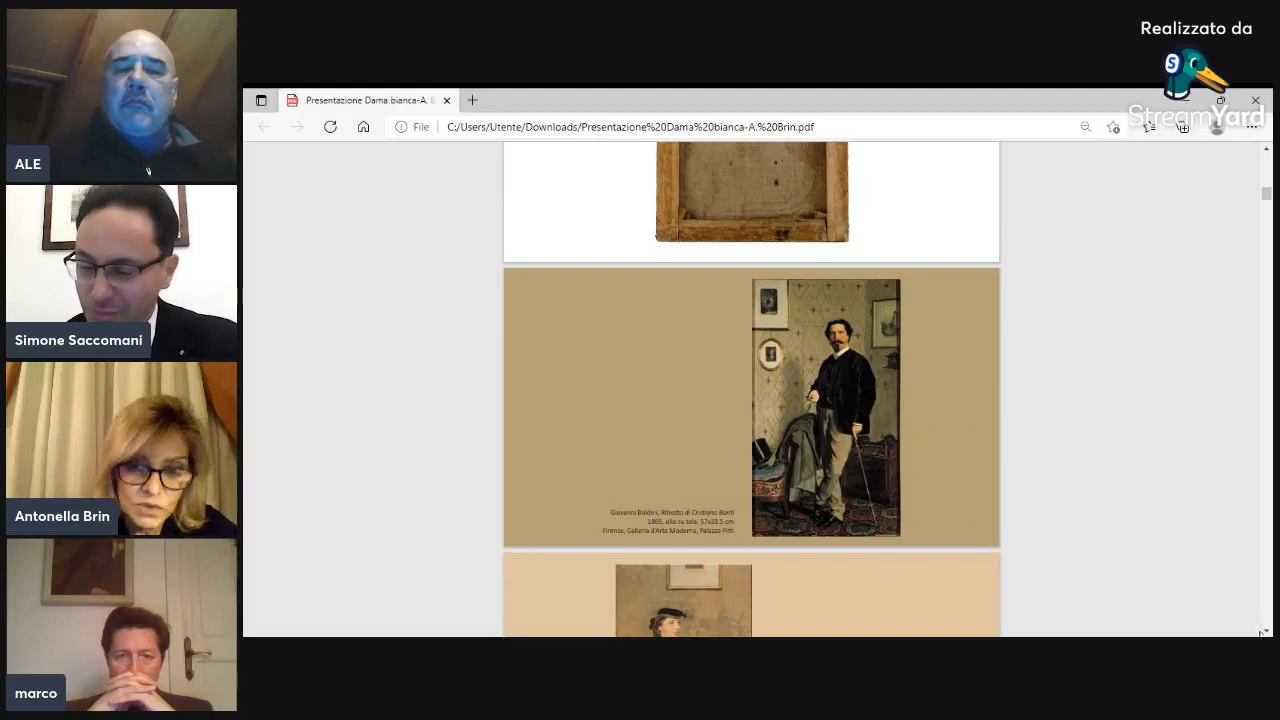 Realizzato da
StreamYard
ALE
Simone Saccomani
Antonella Brin
marco
Presentazione Dama bianca-A.
File
C:/Users/Utente/Downloads/Presentazione%20Dama%20bianca-A.%20Brin.pdf
Giovanni Boldini, Ritratto di Cristiano Banti
1865, olio su tela, 57x33.5 cm
Firenze, Galleria d'Arte Moderna, Palazzo Pitti